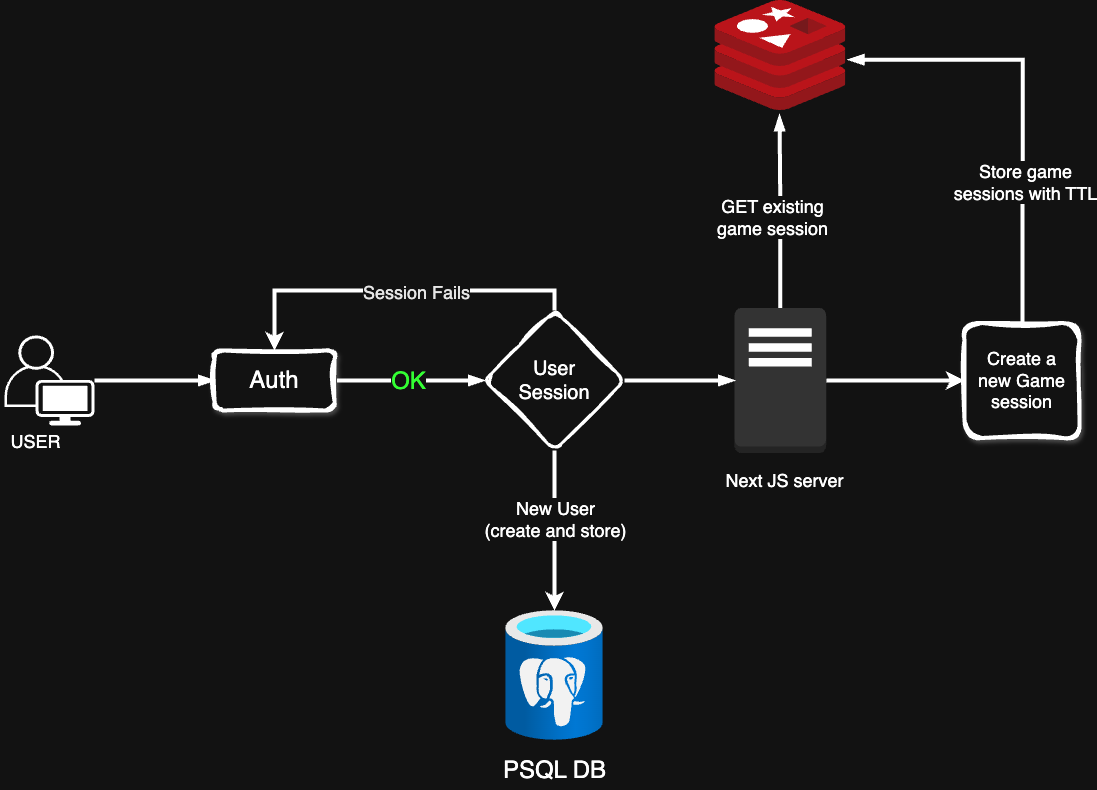 Store game
sessions with TTL
GET existing
game session
Session Fails
USER
Auth
OK
User
Session
Create a
new Game
session
Next JS server
New User
(create and store)
PSQL DB